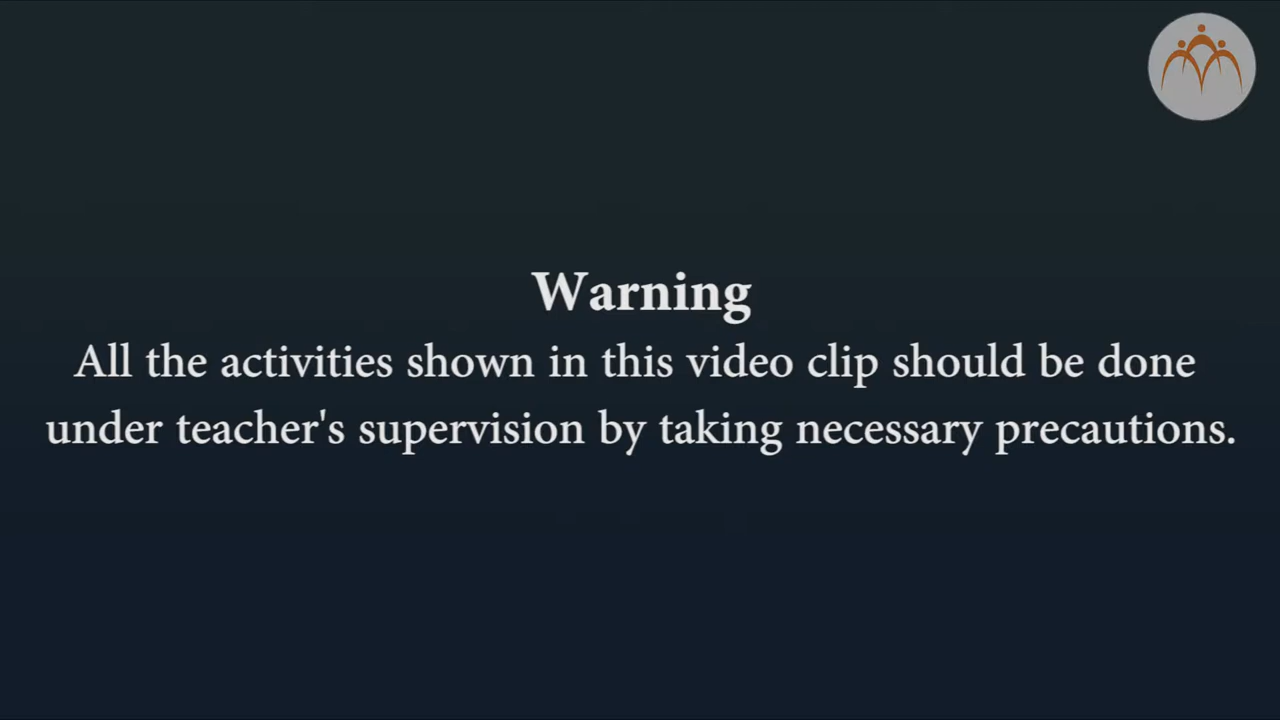 Warning
All the activities shown in this video clip should be done
under teacher's supervision by taking necessary precautions.